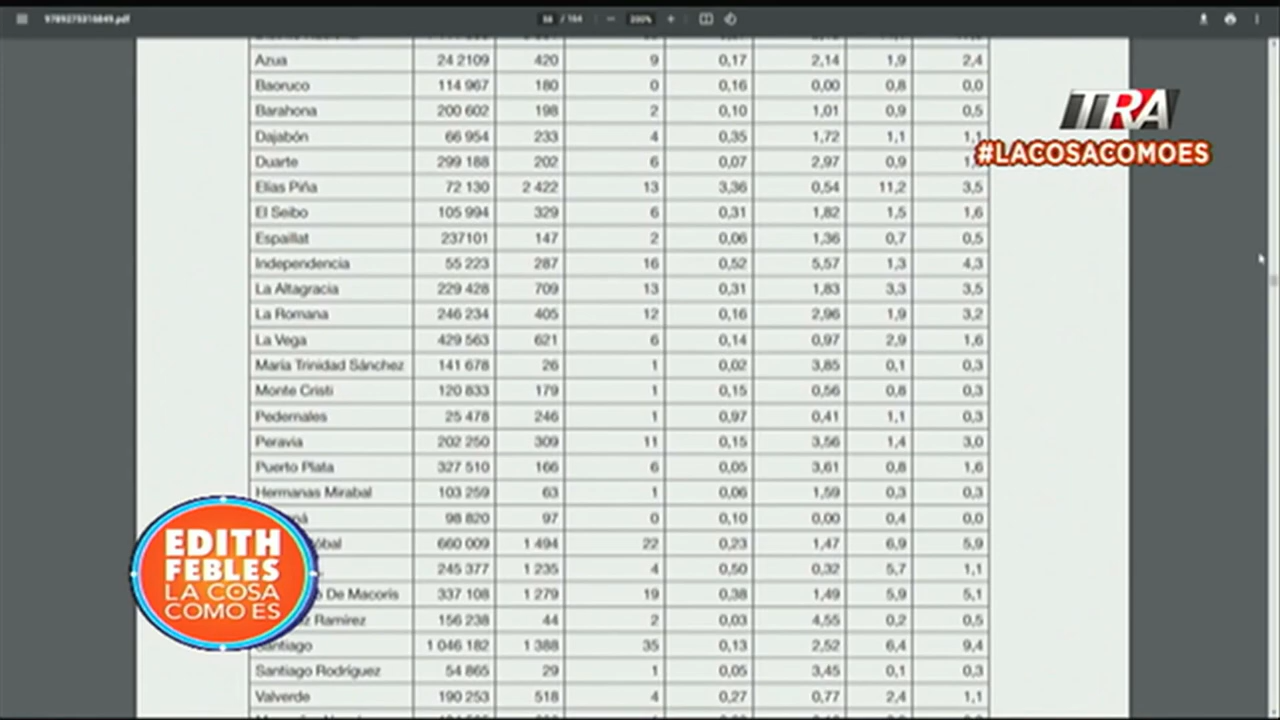 9789275316849.pdf
/ 164
200%
Azua 24 2109 420 9 0,17 2,14 1,9 2,4
Baoruco 114 967 180 0 0,16 0,00 0,8 0,0
Barahona 200 602 198 2 0,10 1,01 0,9 0,5
Dajabón 66 954 233 4 0,35 1,72 1,1 1,1
Duarte 299 188 202 6 0,07 2,97 0,9
Elías Piña 72 130 2 422 13 3,36 0,54 11,2 3,5
El Seibo 105 994 329 6 0,31 1,82 1,5 1,6
Espaillat 237101 147 2 0,06 1,36 0,7 0,5
Independencia 55 223 287 16 0,52 5,57 1,3 4,3
La Altagracia 229 428 709 13 0,31 1,83 3,3 3,5
La Romana 246 234 405 12 0,16 2,96 1,9 3,2
La Vega 429 563 621 6 0,14 0,97 2,9 1,6
María Trinidad Sánchez 141 678 26 1 0,02 3,85 0,1 0,3
Monte Cristi 120 833 179 1 0,15 0,56 0,8 0,3
Pedernales 25 478 246 1 0,97 0,41 1,1 0,3
Peravia 202 250 309 11 0,15 3,56 1,4 3,0
Puerto Plata 327 510 166 6 0,05 3,61 0,8 1,6
Hermanas Mirabal 103 259 63 1 0,06 1,59 0,3 0,3
98 820 97 0 0,10 0,00 0,4 0,0
660 009 1 494 22 0,23 1,47 6,9 5,9
245 377 1 235 4 0,50 0,32 5,7 1,1
De Macoris 337 108 1 279 19 0,38 1,49 5,9 5,1
Ramírez 156 238 44 2 0,03 4,55 0,2 0,5
Santiago 1 046 182 1 388 35 0,13 2,52 6,4 9,4
Santiago Rodríguez 54 865 29 1 0,05 3,45 0,1 0,3
Valverde 190 253 518 4 0,27 0,77 2,4 1,1
TRA
#LACOSACOMOES
EDITH
FEBLES
LA COSA
COMO ES